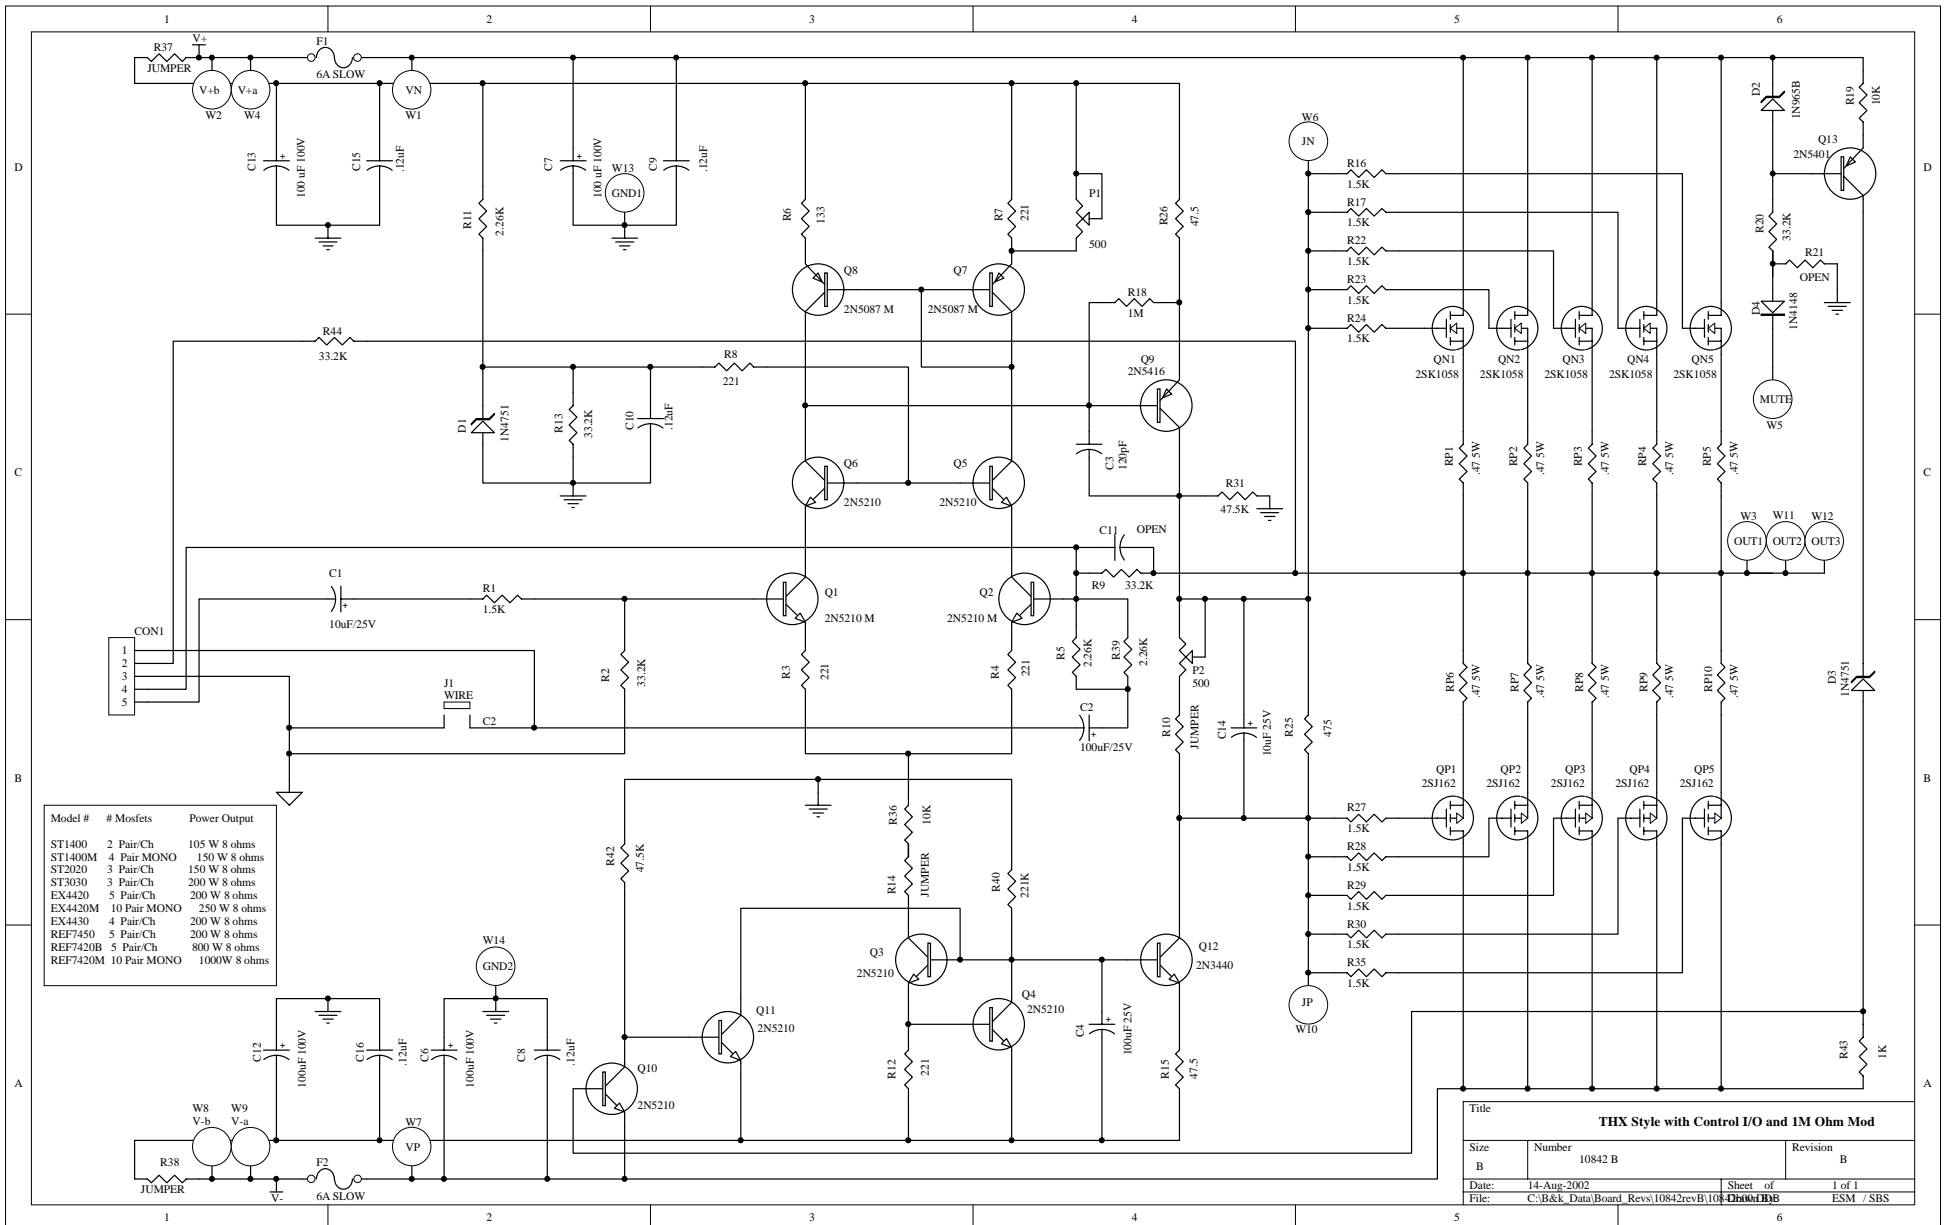 1 2 3 4 5 6
D
C
B
A
R37
JUMPER
V+
F1
6A SLOW
V+b
W2
V+a
W4
VN
W1
C13
100 uF 100V
C15
.12uF
R11
2.26K
C7
100 uF 100V
W13
GND1
C9
.12uF
R6
133
R7
221
P1
500
R26
47.5
W6
JN
R16
1.5K
R17
1.5K
R22
1.5K
R23
1.5K
R24
1.5K
D2
1N965B
R19
10K
Q13
2N5401
R20
33.2K
R21
OPEN
D4
1N4148
MUTE
W5
Q8
2N5087 M
Q7
2N5087 M
R18
1M
R44
33.2K
R8
221
Q9
2N5416
QN1
2SK1058
QN2
2SK1058
QN3
2SK1058
QN4
2SK1058
QN5
2SK1058
D1
1N4751
R13
33.2K
C10
.12uF
C3
120pF
Q6
2N5210
Q5
2N5210
R31
47.5K
RP1
.47 5W
RP2
.47 5W
RP3
.47 5W
RP4
.47 5W
RP5
.47 5W
W3
OUT1
W11
OUT2
W12
OUT3
C11 OPEN
R9 33.2K
C1
10uF/25V
R1
1.5K
Q1
2N5210 M
Q2
2N5210 M
CON1
1
2
3
4
5
R2
33.2K
R3
221
R4
221
R5
2.26K
R39
2.26K
P2
500
J1
WIRE
C2
C2
100uF/25V
R10
JUMPER
C14
10uF 25V
R25
475
RP6
.47 5W
RP7
.47 5W
RP8
.47 5W
RP9
.47 5W
RP10
.47 5W
D3
1N4751
QP1
2SJ162
QP2
2SJ162
QP3
2SJ162
QP4
2SJ162
QP5
2SJ162
R27
1.5K
R28
1.5K
R29
1.5K
R30
1.5K
R35
1.5K
JP
W10
Model # # Mosfets Power Output
ST1400 2 Pair/Ch 105 W 8 ohms
ST1400M 4 Pair MONO 150 W 8 ohms
ST2020 3 Pair/Ch 150 W 8 ohms
ST3030 3 Pair/Ch 200 W 8 ohms
EX4420 5 Pair/Ch 200 W 8 ohms
EX4420M 10 Pair MONO 250 W 8 ohms
EX4430 4 Pair/Ch 200 W 8 ohms
REF7450 5 Pair/Ch 200 W 8 ohms
REF7420B 5 Pair/Ch 800 W 8 ohms
REF7420M 10 Pair MONO 1000W 8 ohms
R42
47.5K
R36
10K
R14
JUMPER
R40
221K
Q3
2N5210
Q12
2N3440
Q4
2N5210
Q11
2N5210
Q10
2N5210
C4
100uF 25V
R12
221
R15
47.5
R43
1K
W14
GND2
C12
100uF 100V
C16
.12uF
C6
100uF 100V
C8
.12uF
W8
V-b
W9
V-a
W7
VP
R38
JUMPER
V-
F2
6A SLOW
Title
THX Style with Control I/O and 1M Ohm Mod
Size Number Revision
B 10842 B B
Date: 14-Aug-2002 Sheet of 1 of 1
File: C:\B&k_Data\Board_Revs\10842revB\ ESM / SBS
D
C
B
A
1 2 3 4 5 6